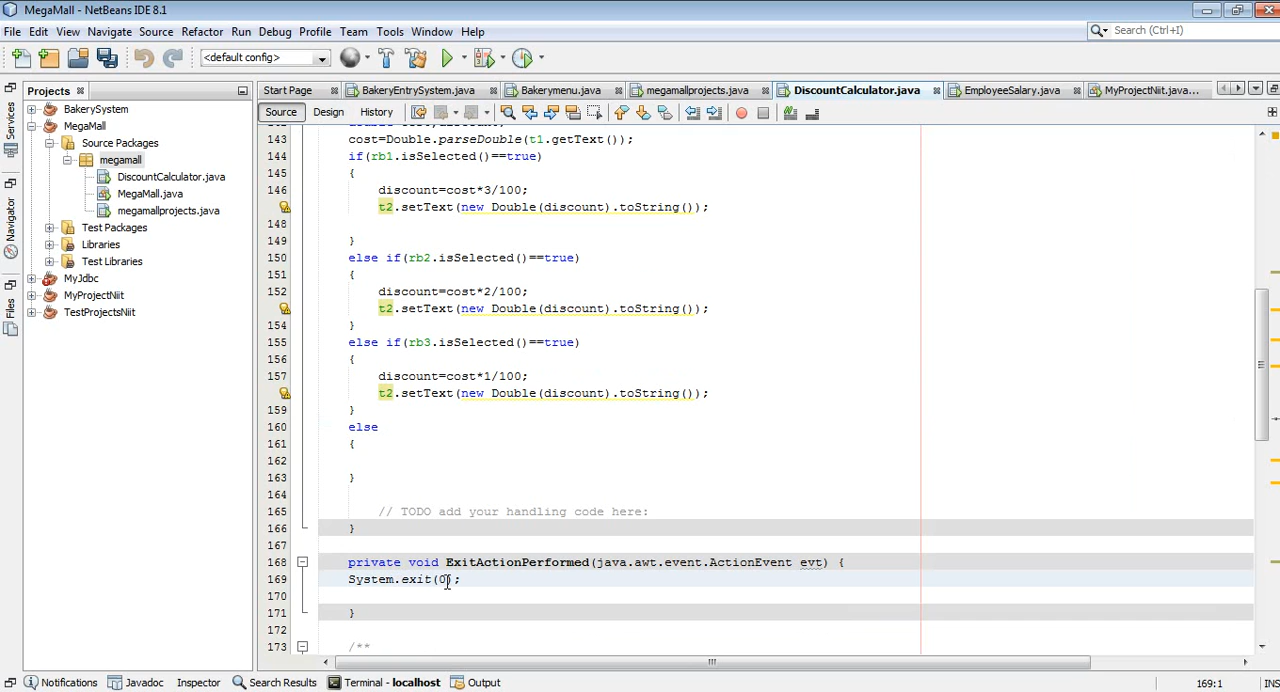 MegaMall - NetBeans IDE 8.1
File Edit View Navigate Source Refactor Run Debug Profile Team Tools Window Help
Search (Ctrl+I)
<default config>
Projects
Start Page BakeryEntrySystem.java Bakerymenu.java megamallprojects.java DiscountCalculator.java EmployeeSalary.java MyProjectNiit.java...
Source Design History
Services
Navigator
Files
BakerySystem
MegaMall
Source Packages
megamall
DiscountCalculator.java
MegaMall.java
megamallprojects.java
Test Packages
Libraries
Test Libraries
MyJdbc
MyProjectNiit
TestProjectsNiit
143 cost=Double.parseDouble(t1.getText());
144 if(rb1.isSelected()==true)
145 {
146 discount=cost*3/100;
t2.setText(new Double(discount).toString());
148
149 }
150 else if(rb2.isSelected()==true)
151 {
152 discount=cost*2/100;
t2.setText(new Double(discount).toString());
154 }
155 else if(rb3.isSelected()==true)
156 {
157 discount=cost*1/100;
t2.setText(new Double(discount).toString());
159 }
160 else
161 {
162
163 }
164
165 // TODO add your handling code here:
166 }
167
168 private void ExitActionPerformed(java.awt.event.ActionEvent evt) {
169 System.exit(0);
170
171 }
172
173 /**
Notifications Javadoc Inspector Search Results Terminal - localhost Output
169:1 INS